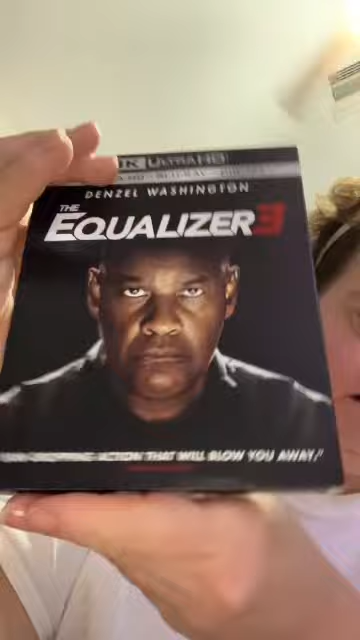 4K ULTRA HD
DENZEL WASHINGTON
THE
EQUALIZER 3
ACTION THAT WILL BLOW YOU AWAY."